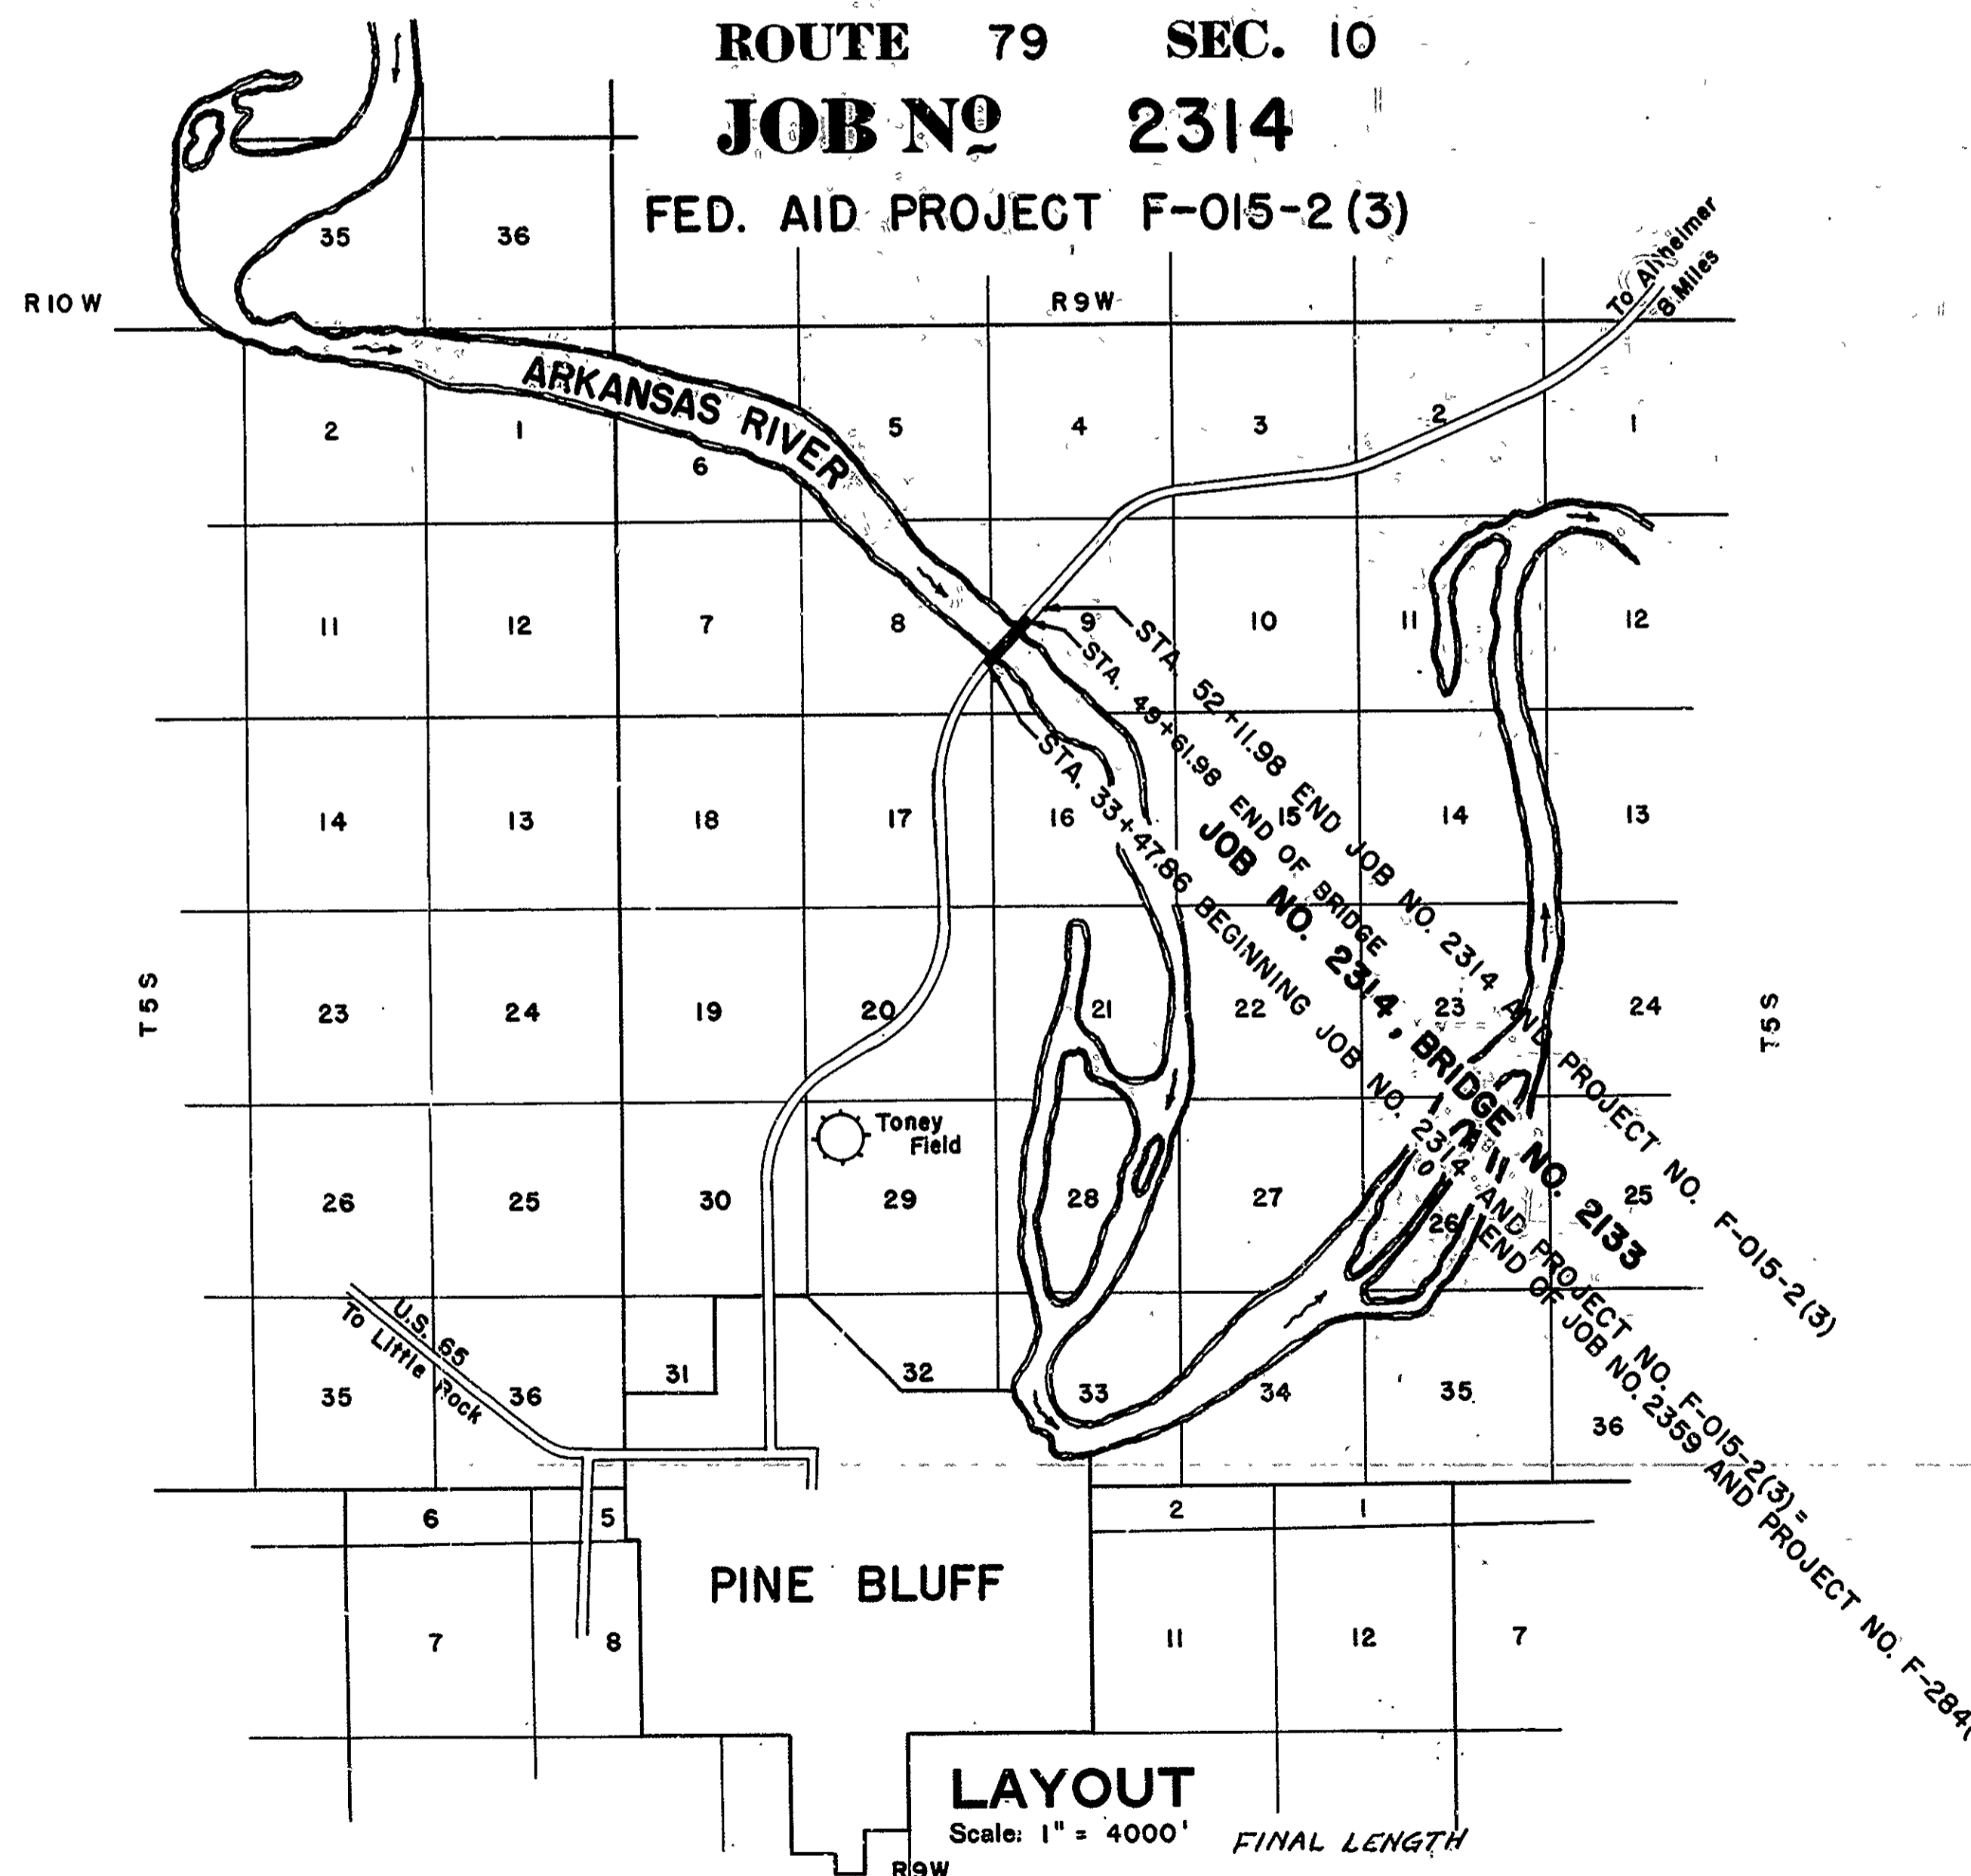 ROUTE 79 SEC. 10
JOB Nº 2314
FED. AID PROJECT F-015-2(3)
35 36
To Altheimer
8 Miles
R10W R9W
ARKANSAS RIVER
2 1 6 5 4 3 2 1
11 12 7 8 9 10 11 12
STA. 52+11.98 END JOB NO. 2314 AND PROJECT NO. F-015-2(3)
STA. 49+61.98 END OF BRIDGE
JOB NO. 2314, BRIDGE NO. 2133
STA. 33+47.86 BEGINNING JOB NO. 2314 AND PROJECT NO. F-015-2(3) =
END OF JOB NO. 2359 AND PROJECT NO. F-284(
14 13 18 17 16 15 14 13
T5S T5S
23 24 19 20 21 22 23 24
Toney
Field
26 25 30 29 28 27 26 25
U.S. 65
To Little Rock
35 36 31 32 33 34 35 36
6 5 2 1
PINE BLUFF
7 8 11 12 7
LAYOUT
Scale: 1" = 4000'
FINAL LENGTH
R9W